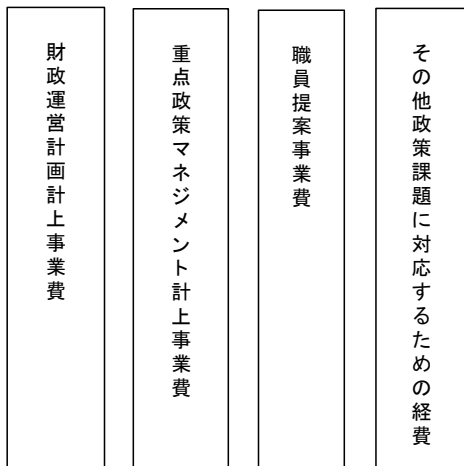 財政運営計画計上事業費
重点政策マネジメント計上事業費
職員提案事業費
その他政策課題に対応するための経費